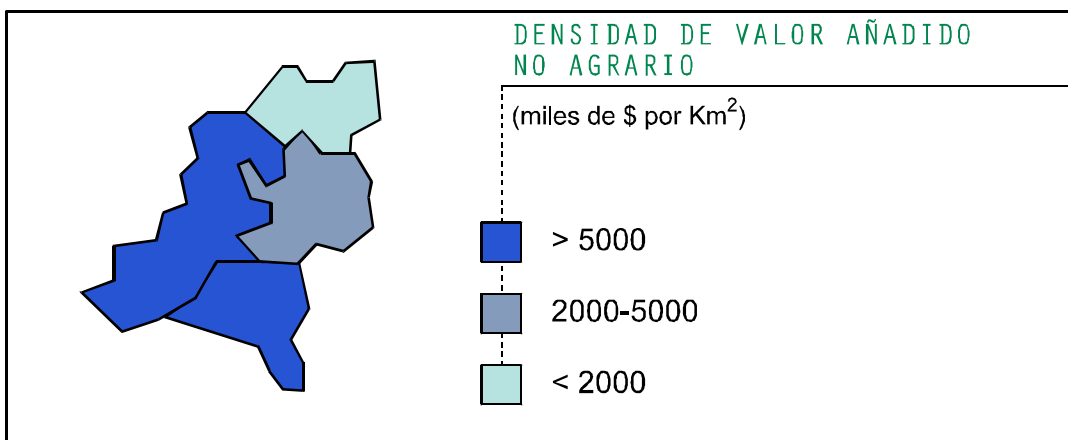 DENSIDAD DE VALOR AÑADIDO
NO AGRARIO
(miles de $ por Km²)
> 5000
2000-5000
< 2000